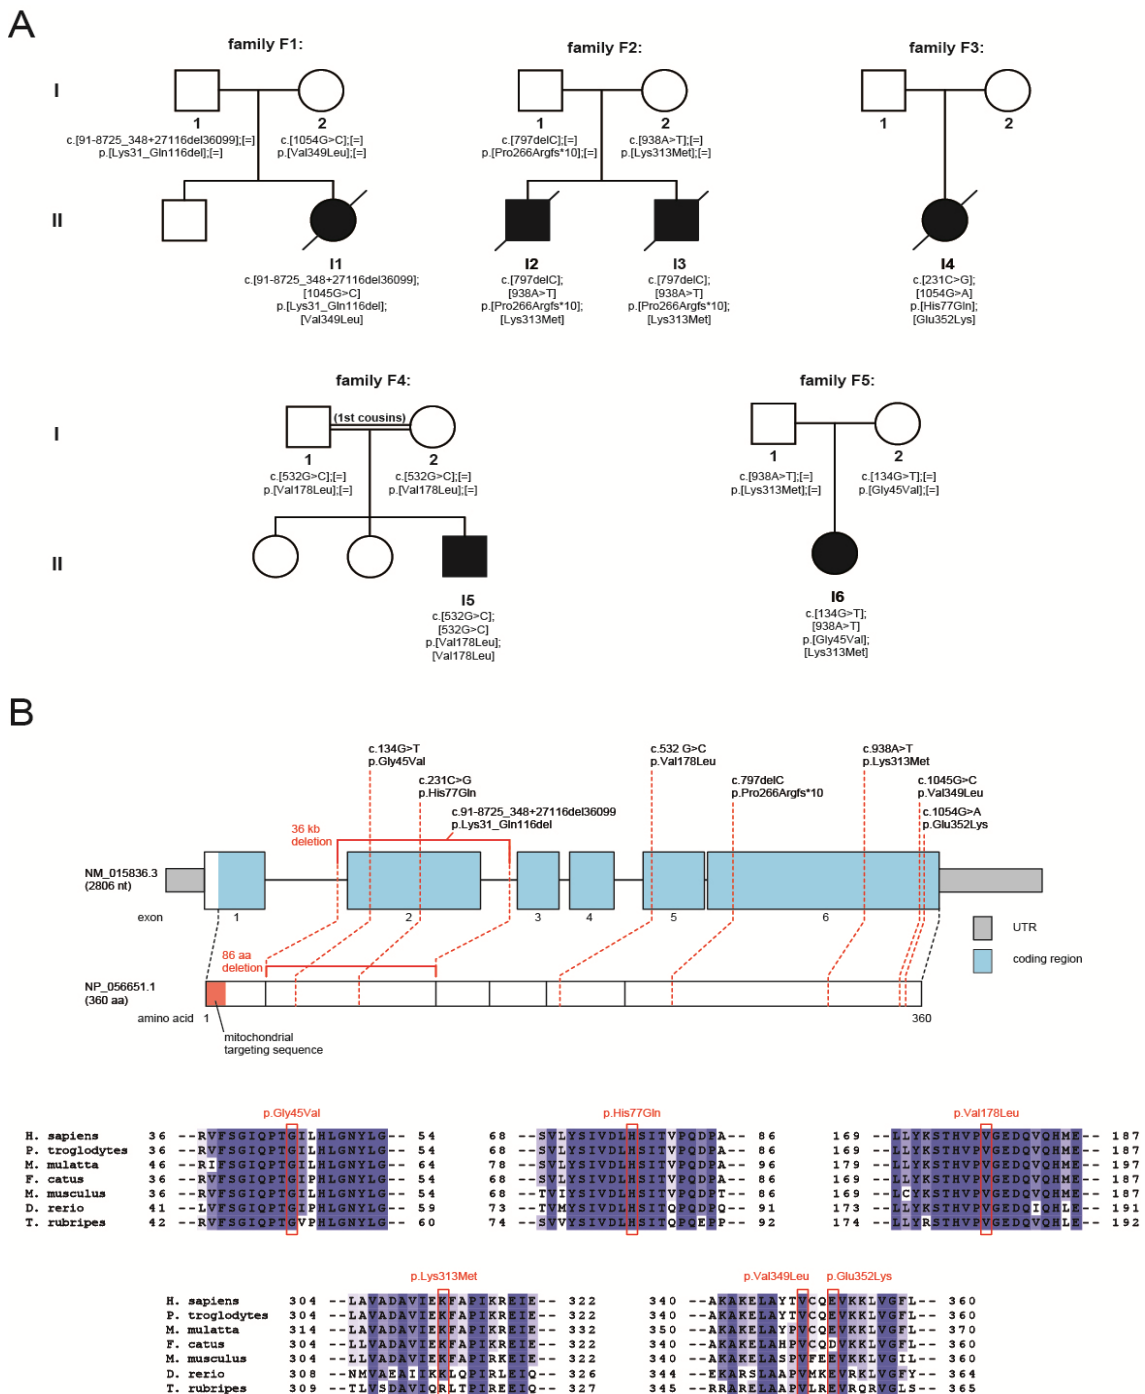 A
family F1:
family F2:
family F3:
I
1
2
1
2
1
2
c.[91-8725_348+27116del36099];[=]
p.[Lys31_Gln116del];[=]
c.[1054G>C];[=]
p.[Val349Leu];[=]
c.[797delC];[=]
p.[Pro266Argfs*10];[=]
c.[938A>T];[=]
p.[Lys313Met];[=]
II
I1
c.[91-8725_348+27116del36099];
[1045G>C]
p.[Lys31_Gln116del];
[Val349Leu]
I2
c.[797delC];
[938A>T]
p.[Pro266Argfs*10];
[Lys313Met]
I3
c.[797delC];
[938A>T]
p.[Pro266Argfs*10];
[Lys313Met]
I4
c.[231C>G];
[1054G>A]
p.[His77Gln];
[Glu352Lys]
family F4:
family F5:
I
(1st cousins)
1
2
1
2
c.[532G>C];[=]
p.[Val178Leu];[=]
c.[532G>C];[=]
p.[Val178Leu];[=]
c.[938A>T];[=]
p.[Lys313Met];[=]
c.[134G>T];[=]
p.[Gly45Val];[=]
II
I5
c.[532G>C];
[532G>C]
p.[Val178Leu];
[Val178Leu]
I6
c.[134G>T];
[938A>T]
p.[Gly45Val];
[Lys313Met]
B
c.134G>T
p.Gly45Val
c.231C>G
p.His77Gln
c.91-8725_348+27116del36099
p.Lys31_Gln116del
c.532 G>C
p.Val178Leu
c.797delC
p.Pro266Argfs*10
c.938A>T
p.Lys313Met
c.1045G>C
p.Val349Leu
c.1054G>A
p.Glu352Lys
36 kb
deletion
NM_015836.3
(2806 nt)
exon 1 2 3 4 5 6
UTR
coding region
86 aa
deletion
NP_056651.1
(360 aa)
amino acid 1 360
mitochondrial
targeting sequence
p.Gly45Val p.His77Gln p.Val178Leu
H. sapiens 36 --RVFSGIQPTGILHLGNYLG-- 54 68 --SVLYSIVDLHSITVPQDPA-- 86 169 --LLYKSTHVPVGEDQVQHME-- 187
P. troglodytes 36 --RVFSGIQPTGILHLGNYLG-- 54 68 --SVLYSIVDLHSITVPQDPA-- 86 169 --LLYKSTHVPVGEDQVQHME-- 187
M. mulatta 46 --RIFSGIQPTGILHLGNYLG-- 64 78 --SVLYSIVDLHSITVPQDPA-- 96 179 --LLYKSTHVPVGEDQVQHME-- 197
F. catus 36 --RVFSGIQPTGIPHLGNYLG-- 54 68 --SVLYSIVDLHSITVPQDPA-- 86 169 --LLYKSTHVPVGEDQVQHME-- 187
M. musculus 36 --RVFSGIQPTGIPHLGNYLG-- 54 68 --TVIYSIVDLHSITVPQDPT-- 86 169 --LCYKSTHVPVGEDQVQHME-- 187
D. rerio 41 --LVFSGIQPTGIPHLGNYLG-- 59 73 --TVMYSIVDLHSITQPQDPA-- 91 173 --LLYKSTHVPVGEDQIQHLE-- 191
T. rubripes 42 --RVFSGIQPTGVPHLGNYLG-- 60 74 --SVVYSIVDLHSITQPQEPQ-- 92 174 --LLYRSTHVPVGEDQVQHLE-- 192
p.Lys313Met p.Val349Leu p.Glu352Lys
H. sapiens 304 --LAVADAVIEKFAPIKREIE-- 322 340 --AKAKELAYTVCQEVKKLVGFL-- 360
P. troglodytes 304 --LAVADAVIEKFAPIKREIE-- 322 340 --AKAKELAYTVCQEVKKLVGFL-- 360
M. mulatta 314 --LAVADAVIEKFAPIKREIE-- 332 350 --AKAKELAYPVCQEVKKLVGFL-- 370
F. catus 304 --LLVADAVIEKFAPIKREIE-- 322 340 --AKAKELAHPVCQDVKKLVGFL-- 360
M. musculus 304 --LLVADAVIEKFAPIRKEIE-- 322 340 --AKAKELASPVFEEVKKLVGIL-- 360
D. rerio 308 --NMVAEAIIKKLQPIRLEIQ-- 326 344 --EKARSLAAPVLMEVKKLVGFL-- 364
T. rubripes 309 --TLVSDAVIQRLTPIREEIE-- 327 345 --RRARELAAPVLREVRQRVGLS-- 365